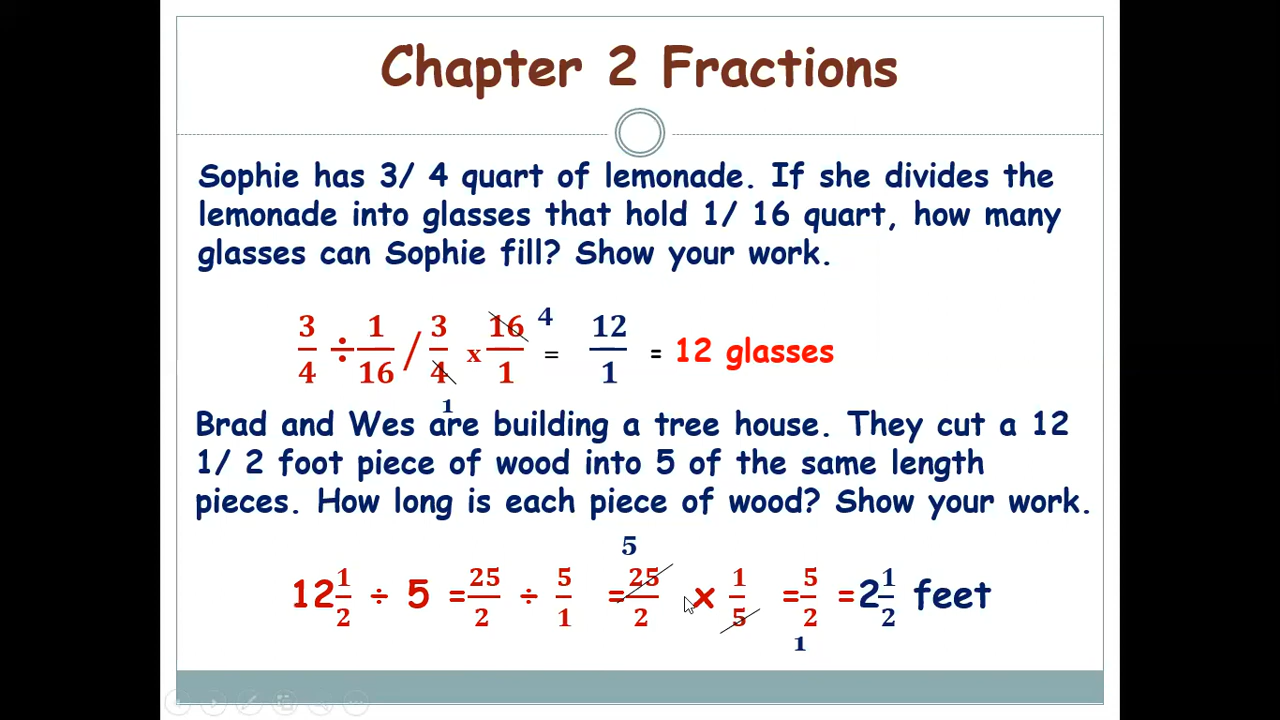 Chapter 2 Fractions
Sophie has 3/ 4 quart of lemonade. If she divides the
lemonade into glasses that hold 1/ 16 quart, how many
glasses can Sophie fill? Show your work.
3/4 ÷ 1/16 / 3/4 x 16/1 4 = 12/1 = 12 glasses
1
Brad and Wes are building a tree house. They cut a 12
1/ 2 foot piece of wood into 5 of the same length
pieces. How long is each piece of wood? Show your work.
5
12 1/2 ÷ 5 = 25/2 ÷ 5/1 = 25/2 x 1/5 = 5/2 = 2 1/2 feet
1